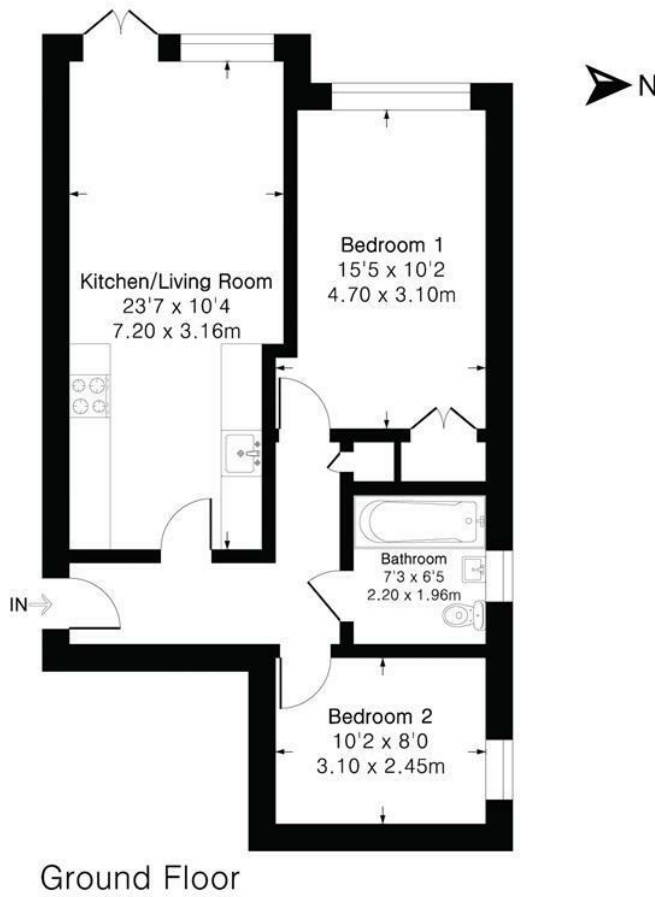 N
Bedroom 1
15'5 x 10'2
4.70 x 3.10m
Kitchen/Living Room
23'7 x 10'4
7.20 x 3.16m
Bathroom
7'3 x 6'5
2.20 x 1.96m
IN
Bedroom 2
10'2 x 8'0
3.10 x 2.45m
Ground Floor